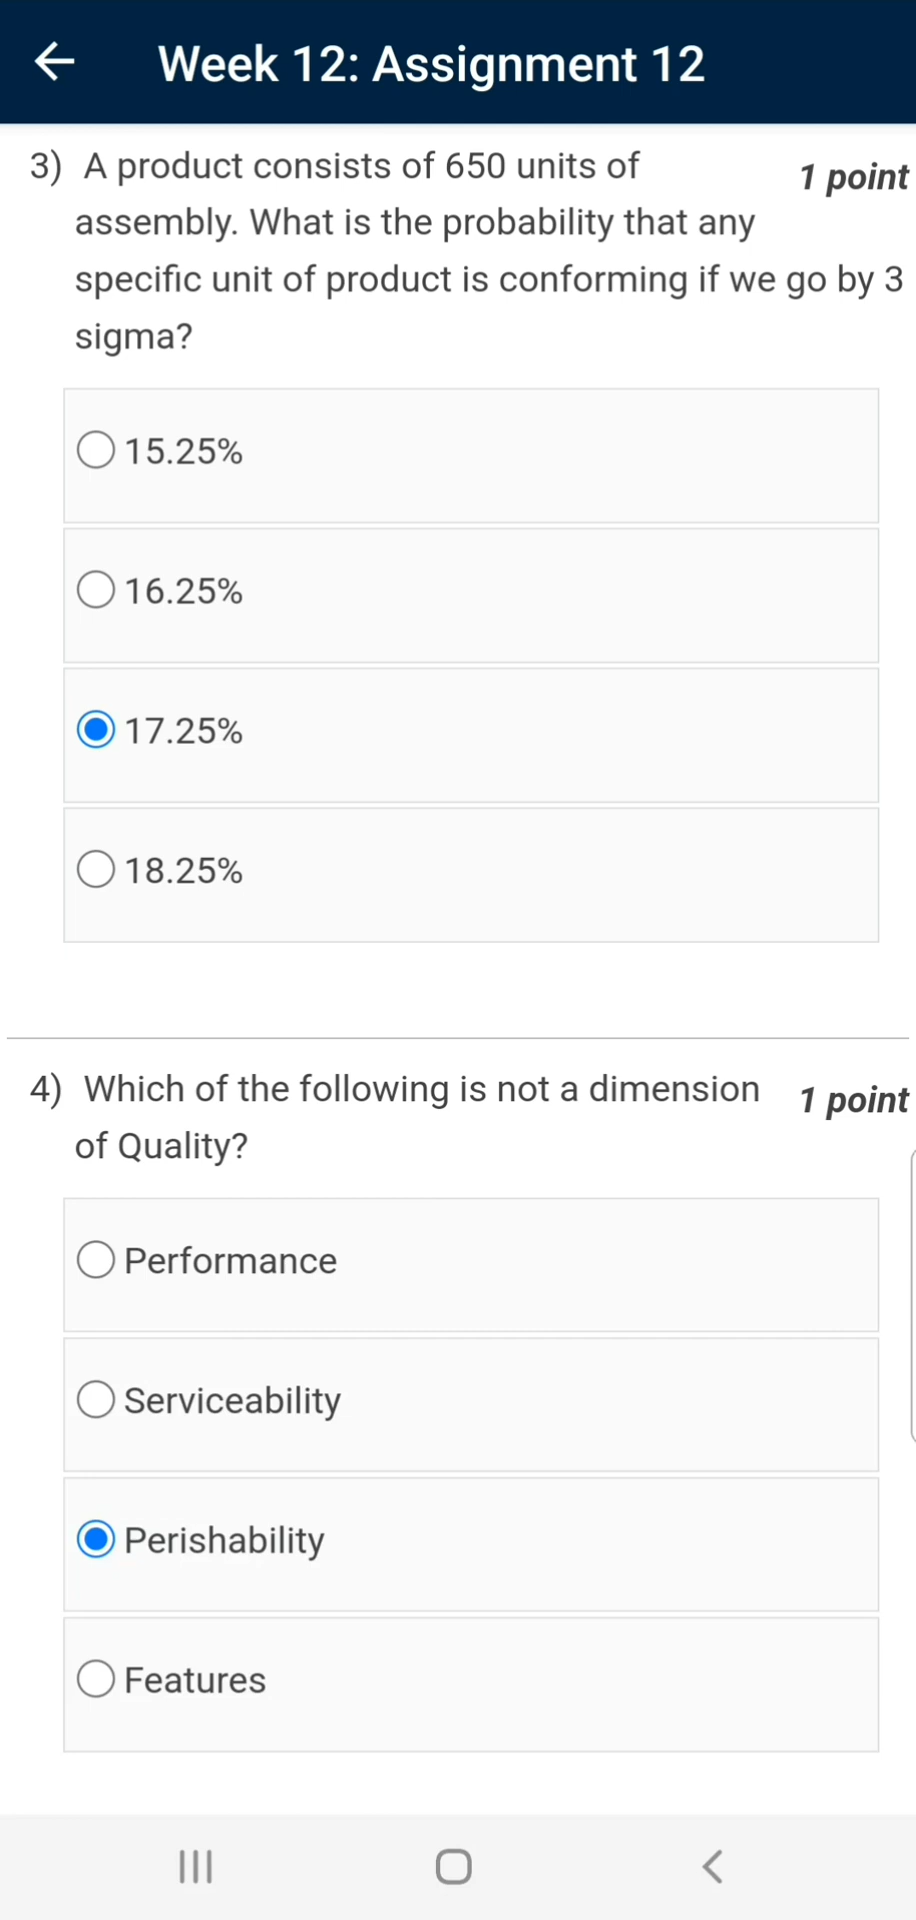 Week 12: Assignment 12
3) A product consists of 650 units of
1 point
assembly. What is the probability that any
specific unit of product is conforming if we go by 3
sigma?
15.25%
16.25%
17.25%
18.25%
4) Which of the following is not a dimension
1 point
of Quality?
Performance
Serviceability
Perishability
Features